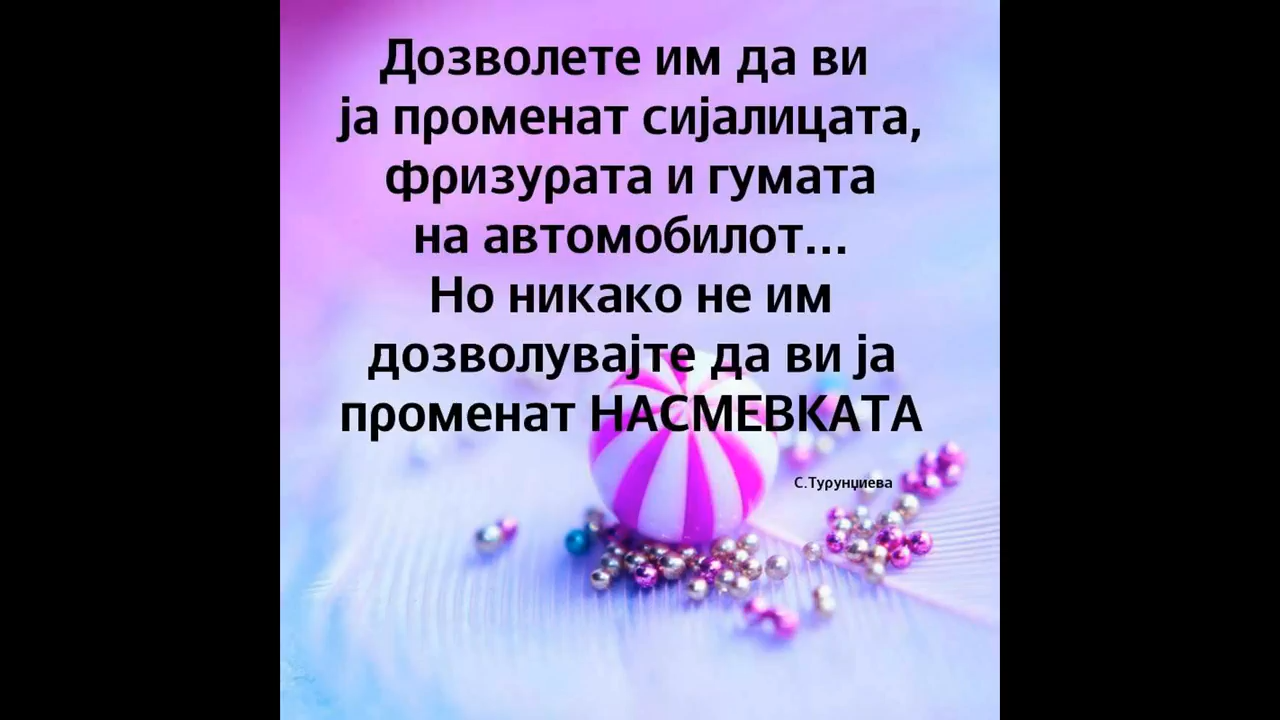 Дозволете им да ви
ја променат сијалицата,
фризурата и гумата
на автомобилот...
Но никако не им
дозволувајте да ви ја
променат НАСМЕВКАТА
С.Турунџиева